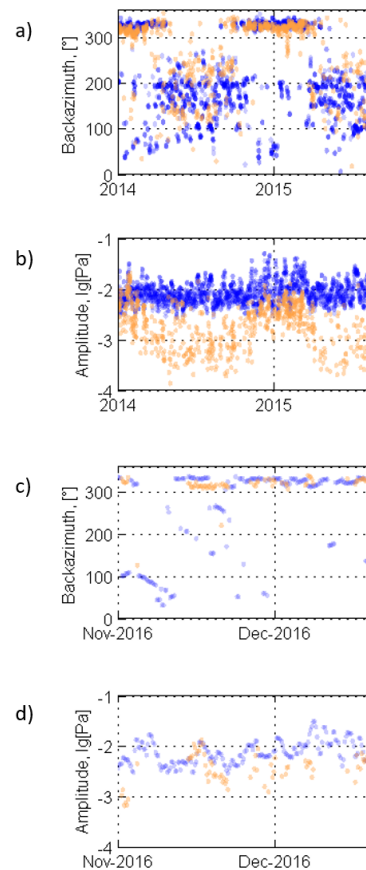 a)
Backazimuth, [°]
300
200
100
0
2014
2015
b)
Amplitude, lg[Pa]
-1
-2
-3
-4
2014
2015
c)
Backazimuth, [°]
300
200
100
0
Nov-2016
Dec-2016
d)
Amplitude, lg[Pa]
-1
-2
-3
-4
Nov-2016
Dec-2016